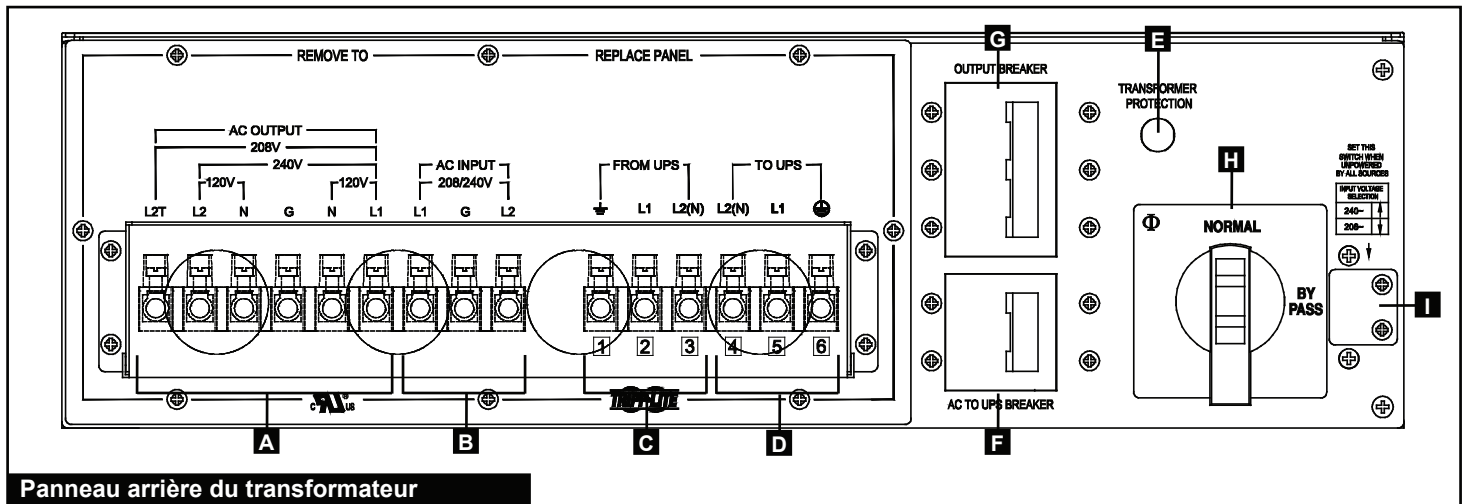 REMOVE TO REPLACE PANEL
AC OUTPUT
208V
240V
120V 120V
AC INPUT
208/240V
FROM UPS TO UPS
L2T L2 N G N L1 L1 G L2 L1 L2(N) L2(N) L1
1 2 3 4 5 6
C US ®
TRIPP·LITE
A B C D
G
OUTPUT BREAKER
E
TRANSFORMER
PROTECTION
H
SET THIS
SWITCH WHEN
UNPOWERED
BY ALL SOURCES
INPUT VOLTAGE
SELECTION
240~
208~
Φ
NORMAL
BY
PASS
I
AC TO UPS BREAKER
F
Panneau arrière du transformateur